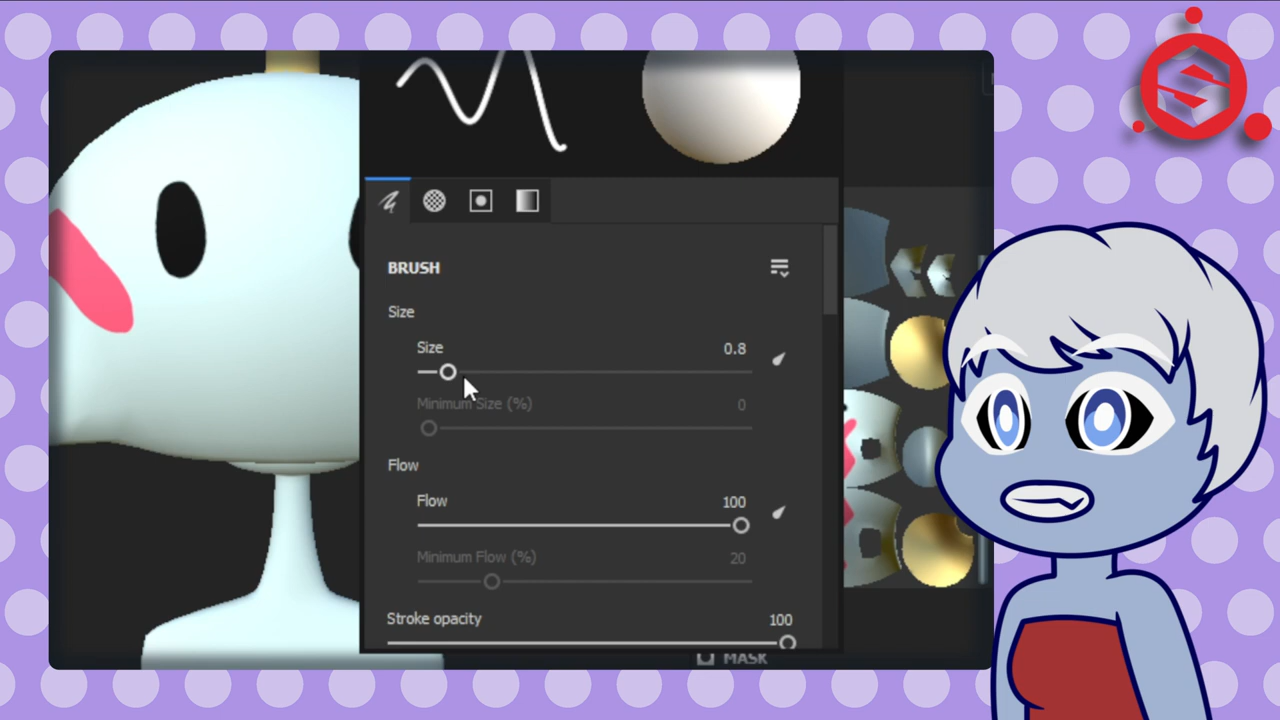 BRUSH
Size
Size 0.8
Minimum Size (%) 0
Flow
Flow 100
Minimum Flow (%) 20
Stroke opacity 100
MASK